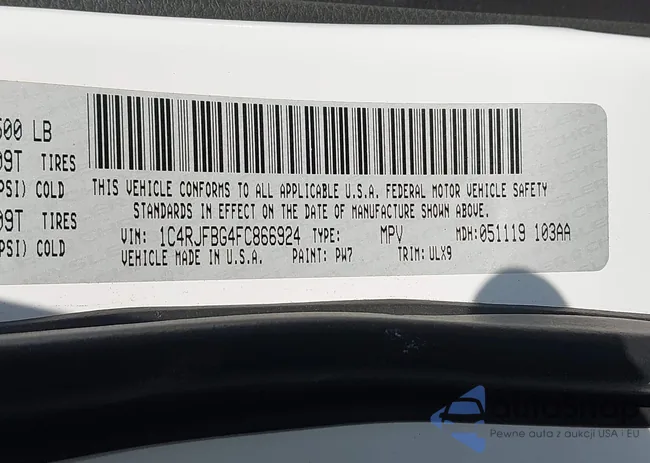 500 LB
09T TIRES
PSI) COLD
09T TIRES
PSI) COLD
THIS VEHICLE CONFORMS TO ALL APPLICABLE U.S.A. FEDERAL MOTOR VEHICLE SAFETY
STANDARDS IN EFFECT ON THE DATE OF MANUFACTURE SHOWN ABOVE.
VIN: 1C4RJFBG4FC866924 TYPE: MPV MDH:051119 103AA
VEHICLE MADE IN U.S.A. PAINT: PW7 TRIM:ULX9
autoshop
Pewne auta z aukcji USA i EU